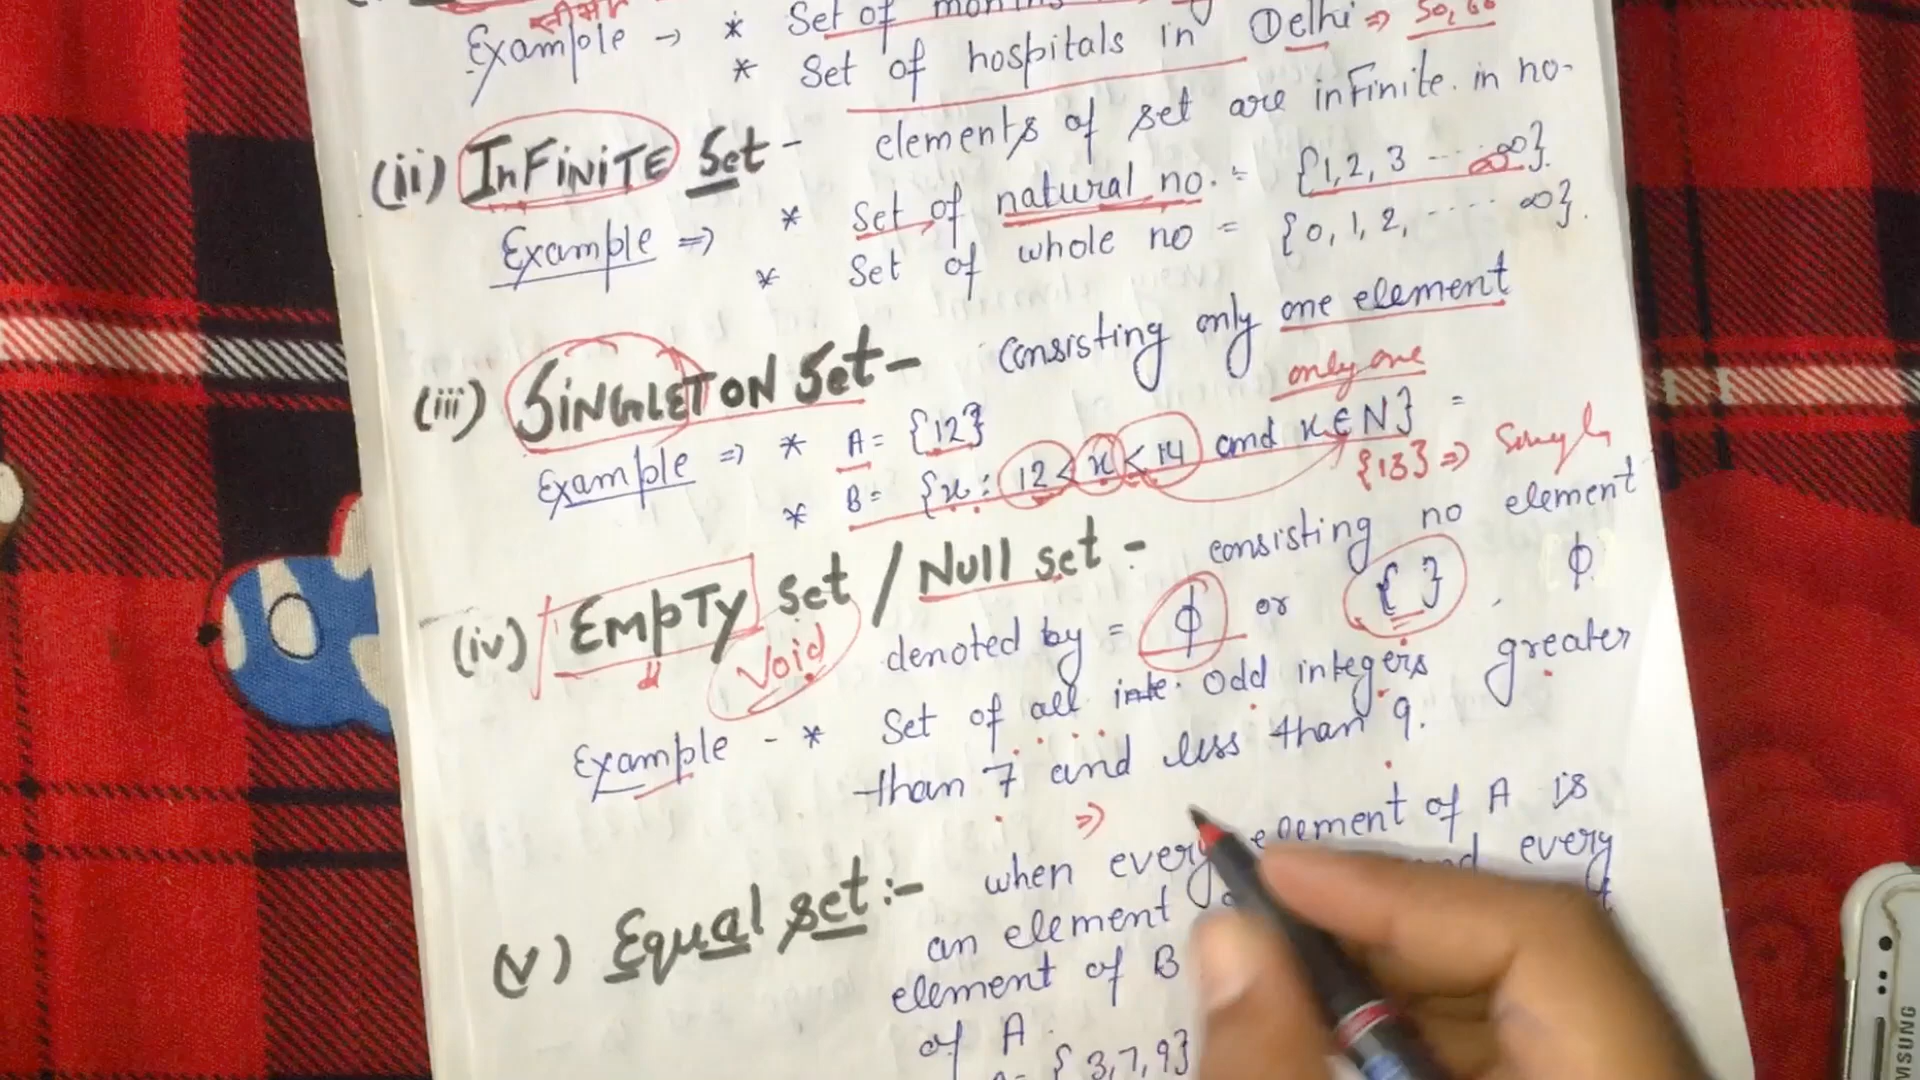 Example → * Set of months
* Set of hospitals in Delhi ⇒ 50, 60
(ii) InFiNiTE Set - elements of set are infinite in no-
Example ⇒ * Set of natural no. = {1, 2, 3 --- ∞}
* Set of whole no = {0, 1, 2, ..... ∞}.
(iii) SiNGLETON Set - Consisting only one element
only one
Example ⇒ * A = {12}
* B = {x : 12 < x < 14 and x ∈ N} =
{13} ⇒
(iv) EmpTy set / Null set - consisting no element
Void denoted by = ϕ or { } . ϕ
Example - * Set of all odd integers greater
than 7 and less than 9.
⇒
(v) Equal set :- when every element of A is
an element and every
element of B
of A.
{3, 7, 9}
SAMSUNG